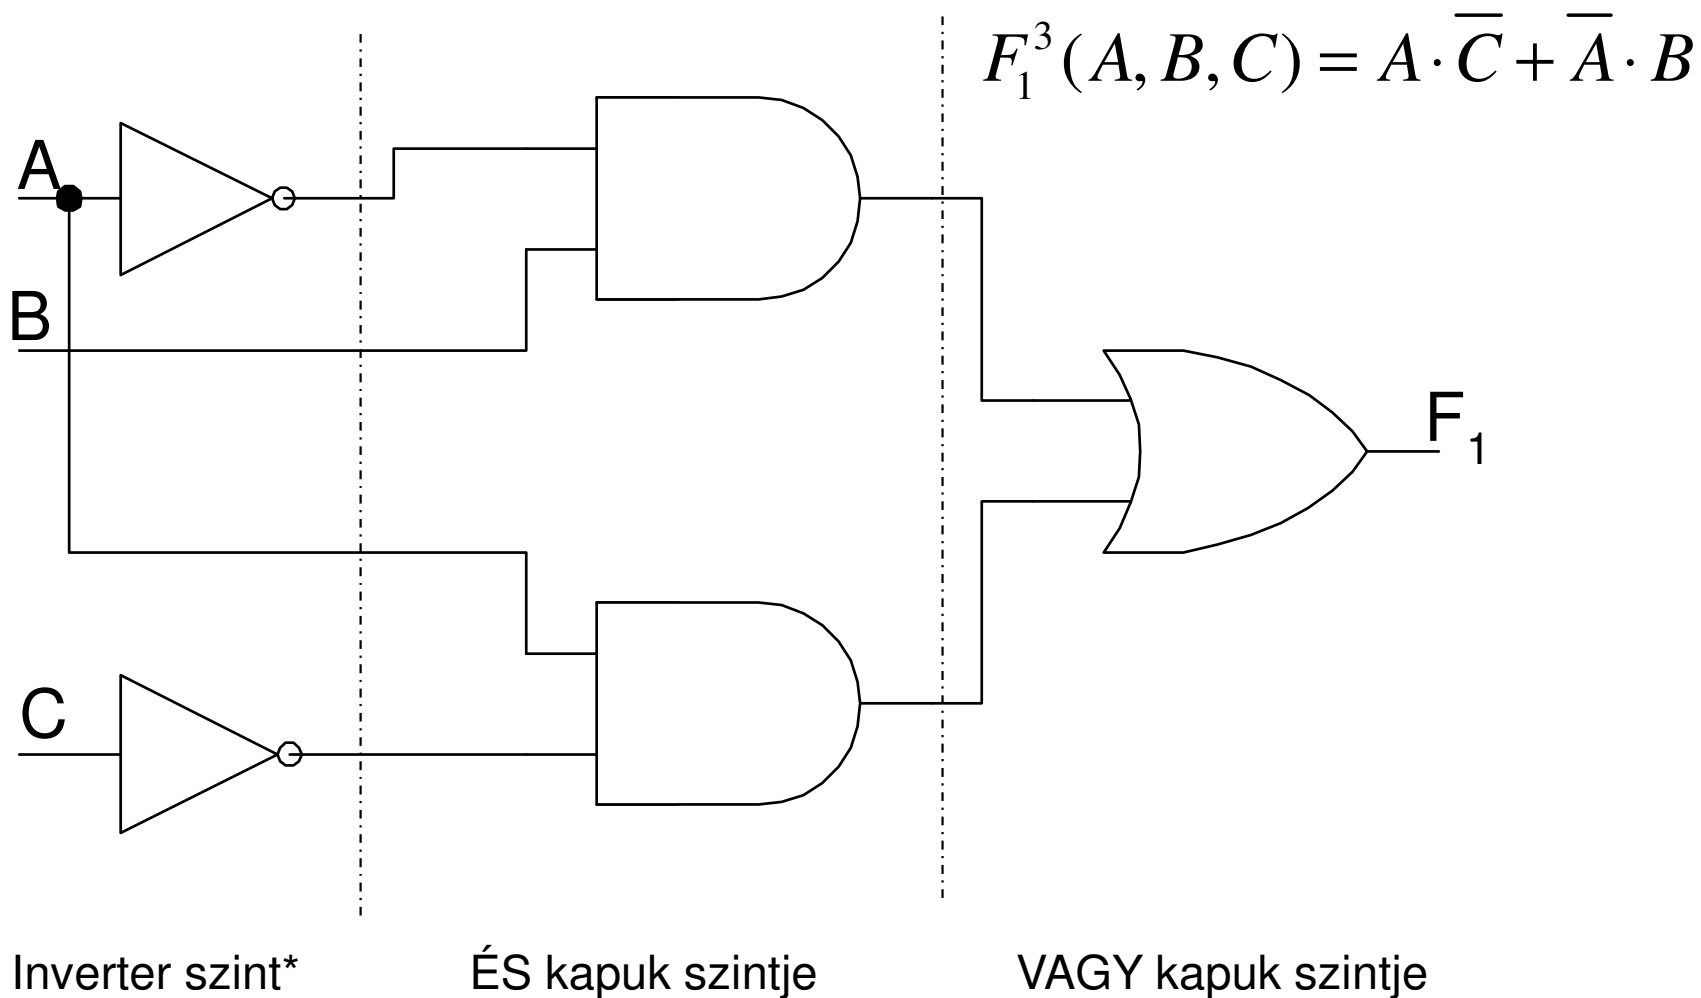 F₁³(A, B, C) = A · C̅ + A̅ · B
A
B
F₁
C
Inverter szint*
ÉS kapuk szintje
VAGY kapuk szintje